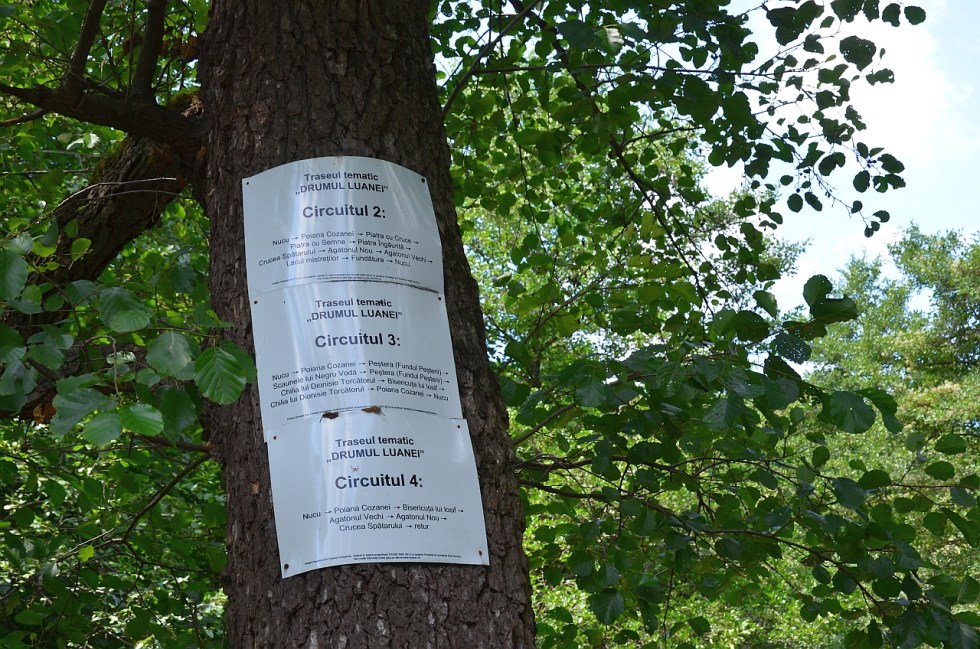 Traseul tematic
„DRUMUL LUANEI”
Circuitul 2:
Nucu → Poiana Cozanei → Piatra cu Cruce →
Piatra cu Semne → Piatra Îngăurită →
Crucea Spătarului → Agatonul Nou → Agatonul Vechi →
Lacul mistreților → Fundătura → Nucu
Traseul tematic
„DRUMUL LUANEI”
Circuitul 3:
Nucu → Poiana Cozanei → Peștera (Fundul Peșterii) →
Scaunele lui Negru Vodă → Peștera (Fundul Peșterii) →
Chilia lui Dionisie Torcătorul → Bisericuța lui Iosif →
Chilia lui Dionisie Torcătorul → Poiana Cozanei → Nucu
Traseul tematic
„DRUMUL LUANEI”
Circuitul 4:
Nucu → Poiana Cozanei → Bisericuța lui Iosif →
Agatonul Vechi → Agatonul Nou →
Crucea Spătarului → retur